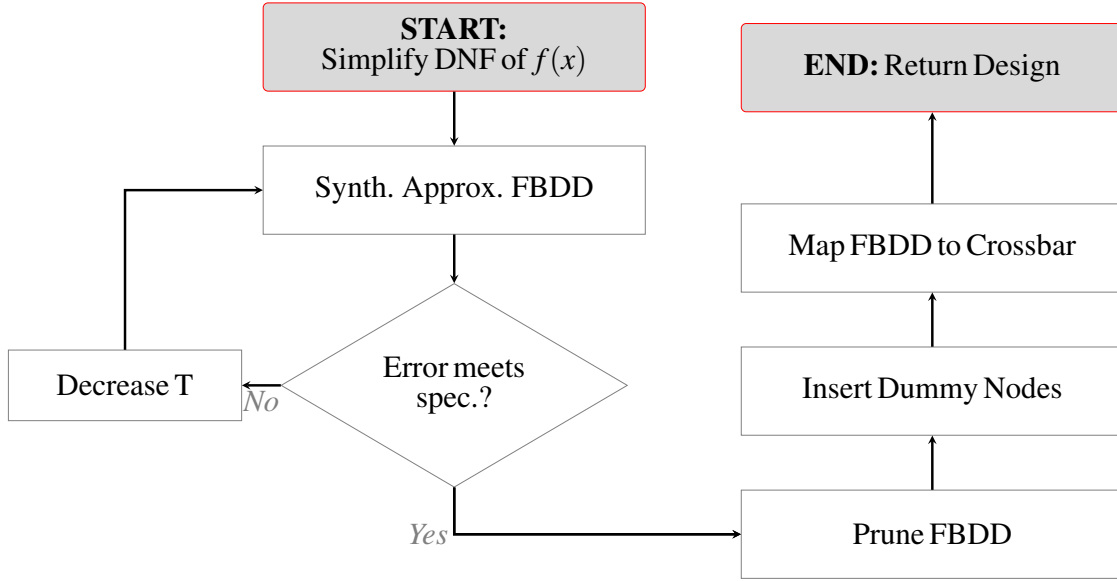 START:
Simplify DNF of f(x)
Synth. Approx. FBDD
Error meets
spec.?
No
Decrease T
Yes
Prune FBDD
Insert Dummy Nodes
Map FBDD to Crossbar
END: Return Design